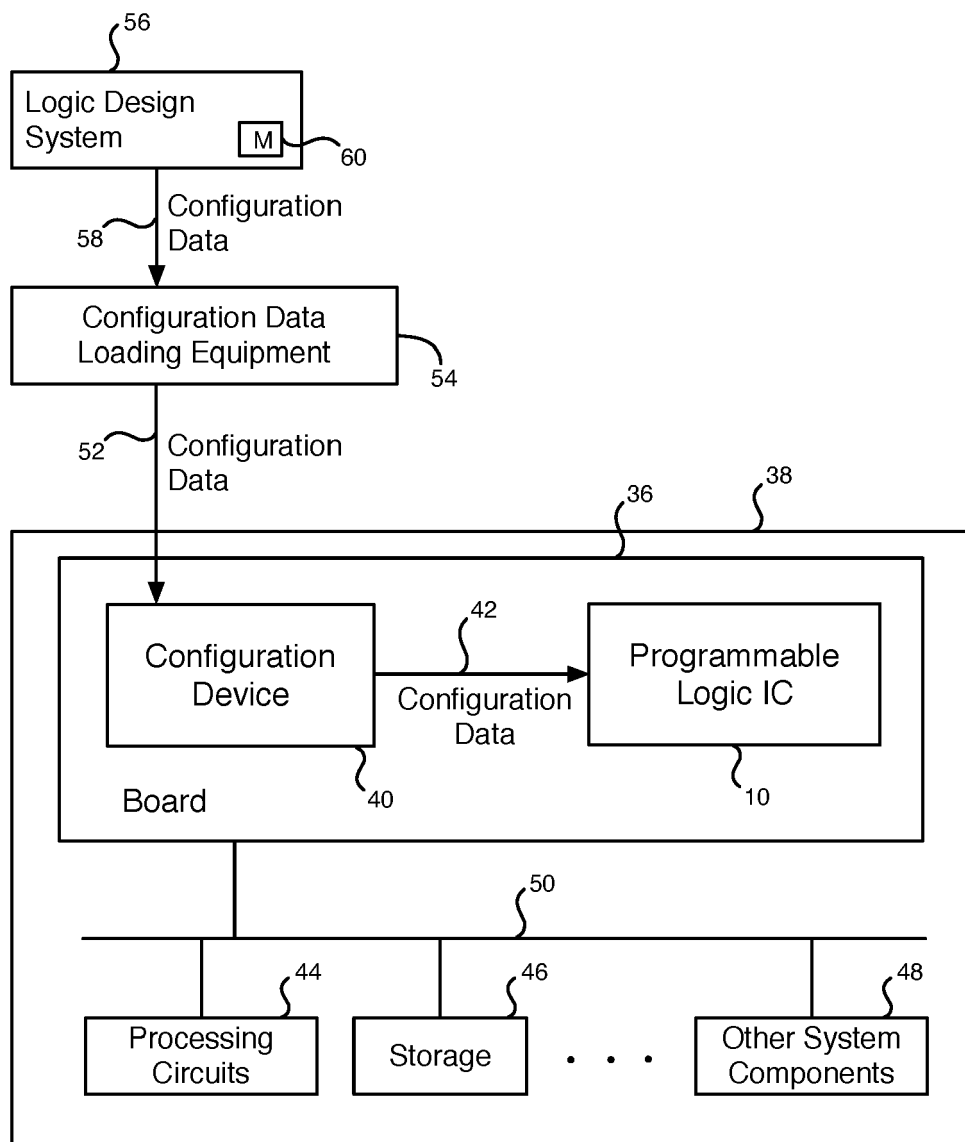 56
Logic Design
System
M
60
58
Configuration
Data
Configuration Data
Loading Equipment
54
52
Configuration
Data
36
38
Configuration
Device
42
Configuration
Data
Programmable
Logic IC
40
10
Board
50
44
46
48
Processing
Circuits
Storage
. . .
Other System
Components